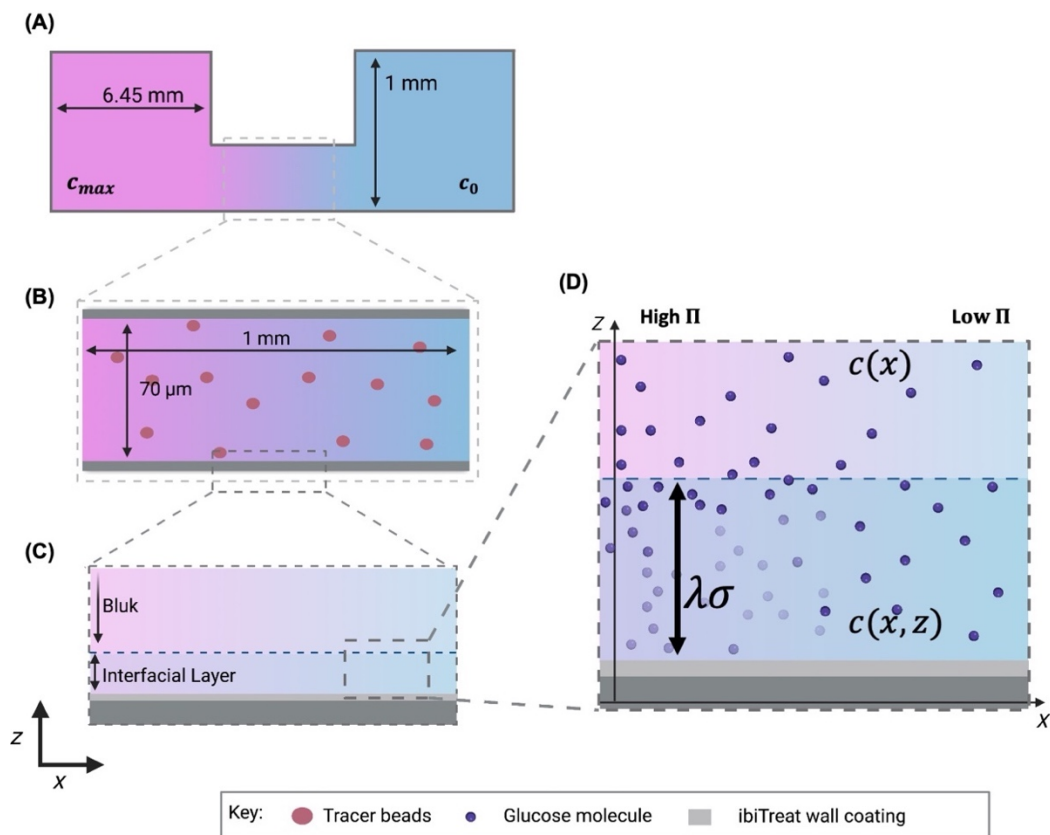 (A)
6.45 mm
1 mm
c_max
c_0
(B)
1 mm
70 μm
(C)
Bluk
Interfacial Layer
z
x
(D)
High Π
Low Π
z
c(x)
λσ
c(x, z)
x
Key: Tracer beads Glucose molecule ibiTreat wall coating